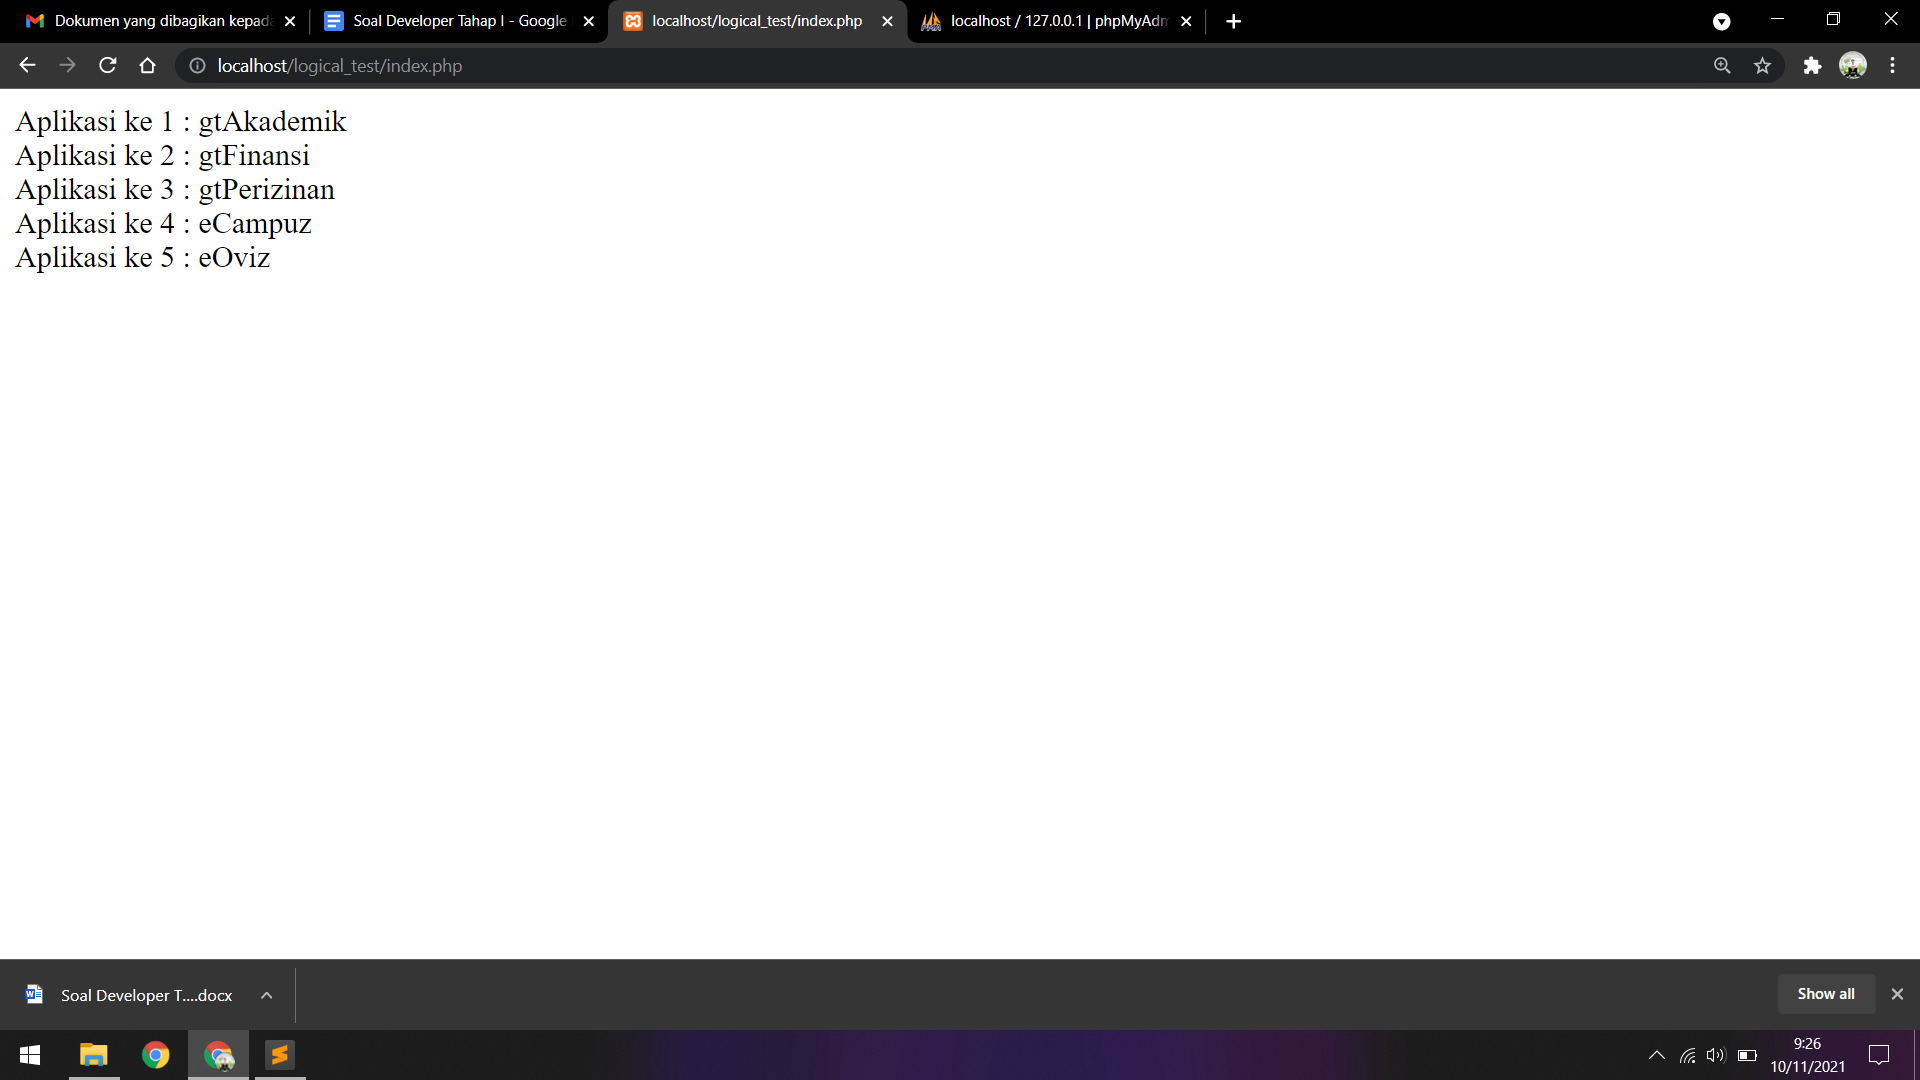 Dokumen yang dibagikan kepada
Soal Developer Tahap I - Google
localhost/logical_test/index.php
localhost / 127.0.0.1 | phpMyAdm
localhost/logical_test/index.php
Aplikasi ke 1 : gtAkademik
Aplikasi ke 2 : gtFinansi
Aplikasi ke 3 : gtPerizinan
Aplikasi ke 4 : eCampuz
Aplikasi ke 5 : eOviz
Soal Developer T....docx
Show all
9:26
10/11/2021